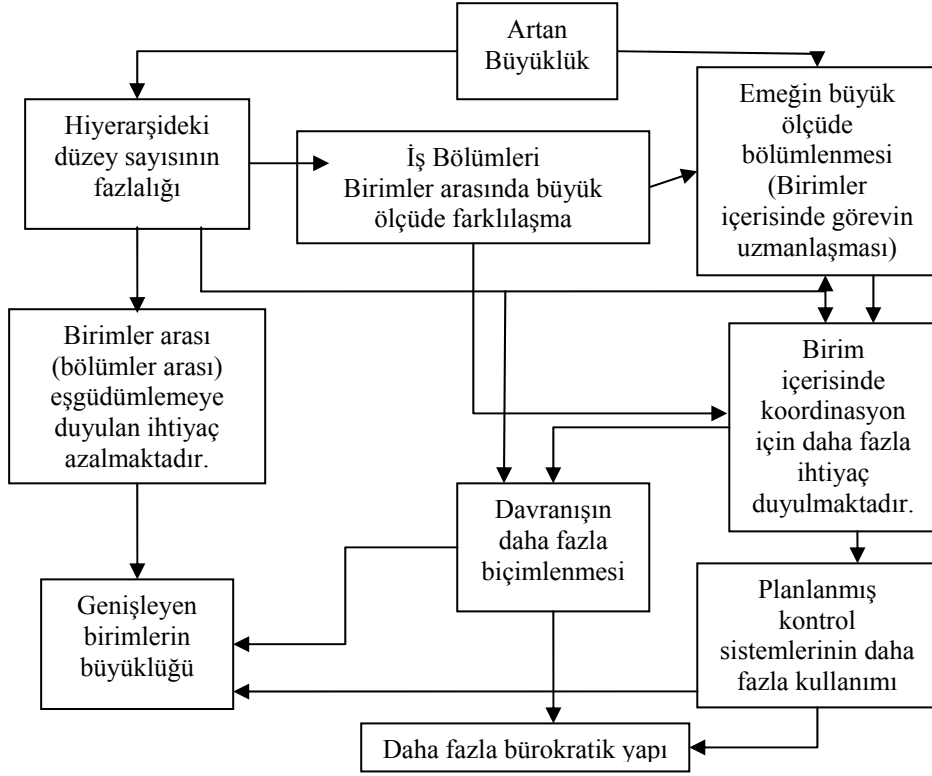 Artan
Büyüklük
Hiyerarşideki
düzey sayısının
fazlalığı
İş Bölümleri
Birimler arasında büyük
ölçüde farklılaşma
Emeğin büyük
ölçüde
bölümlenmesi
(Birimler
içerisinde görevin
uzmanlaşması)
Birimler arası
(bölümler arası)
eşgüdümlemeye
duyulan ihtiyaç
azalmaktadır.
Birim
içerisinde
koordinasyon
için daha fazla
ihtiyaç
duyulmaktadır.
Davranışın
daha fazla
biçimlenmesi
Genişleyen
birimlerin
büyüklüğü
Planlanmış
kontrol
sistemlerinin daha
fazla kullanımı
Daha fazla bürokratik yapı